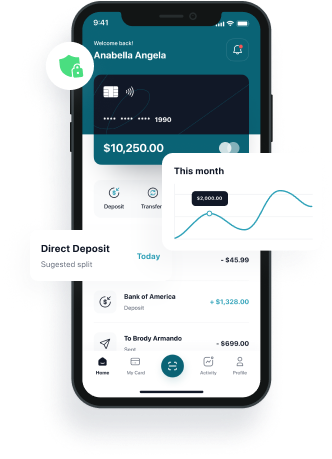 9:41
Welcome back!
Anabella Angela
•••• •••• •••• 1990
$10,250.00
This month
$2,000.00
Deposit
Transfer
Direct Deposit
Sugested split
Today
- $45.99
Bank of America
Deposit
+ $1,328.00
To Brody Armando
Sent
- $699.00
Home
My Card
Activity
Profile